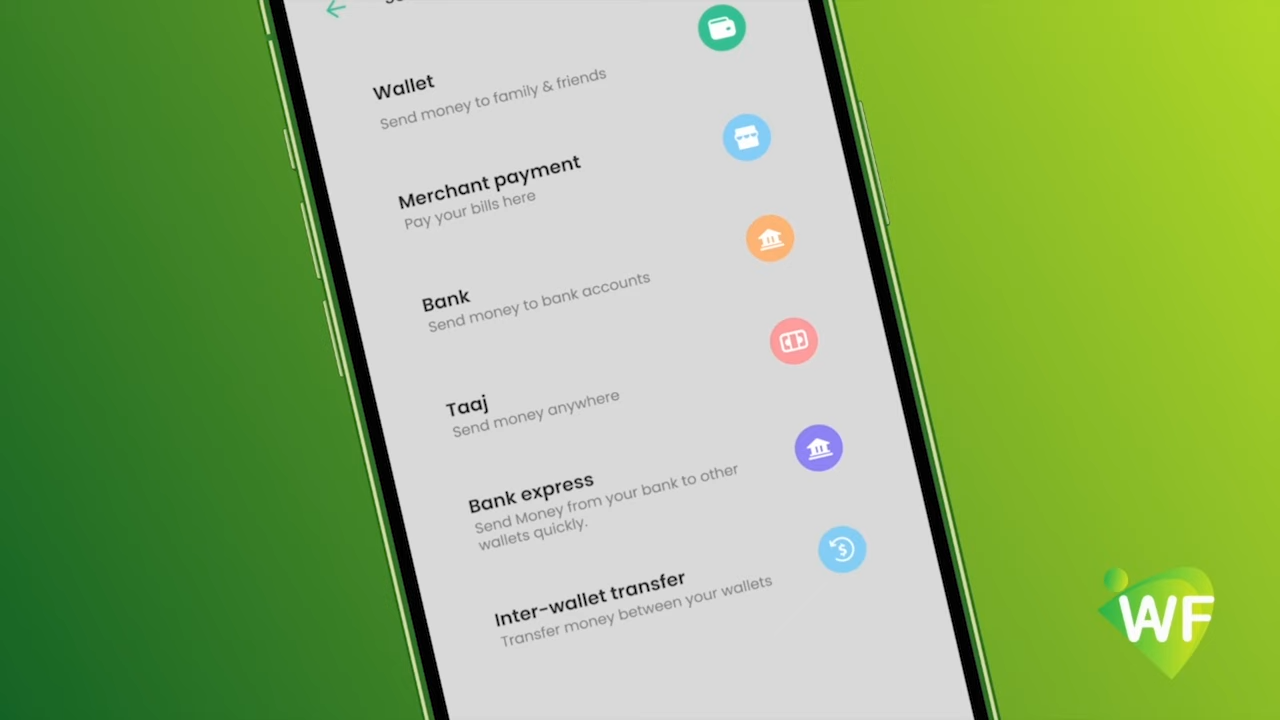 Wallet
Send money to family & friends
Merchant payment
Pay your bills here
Bank
Send money to bank accounts
Taaj
Send money anywhere
Bank express
Send Money from your bank to other
wallets quickly.
Inter-wallet transfer
Transfer money between your wallets
WF